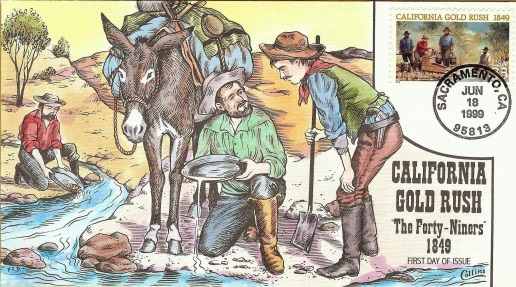 CALIFORNIA GOLD RUSH 1849
SACRAMENTO, CA
JUN
18
1999
95813
CALIFORNIA
GOLD RUSH
"The Forty-Niners"
1849
FIRST DAY OF ISSUE
Collins